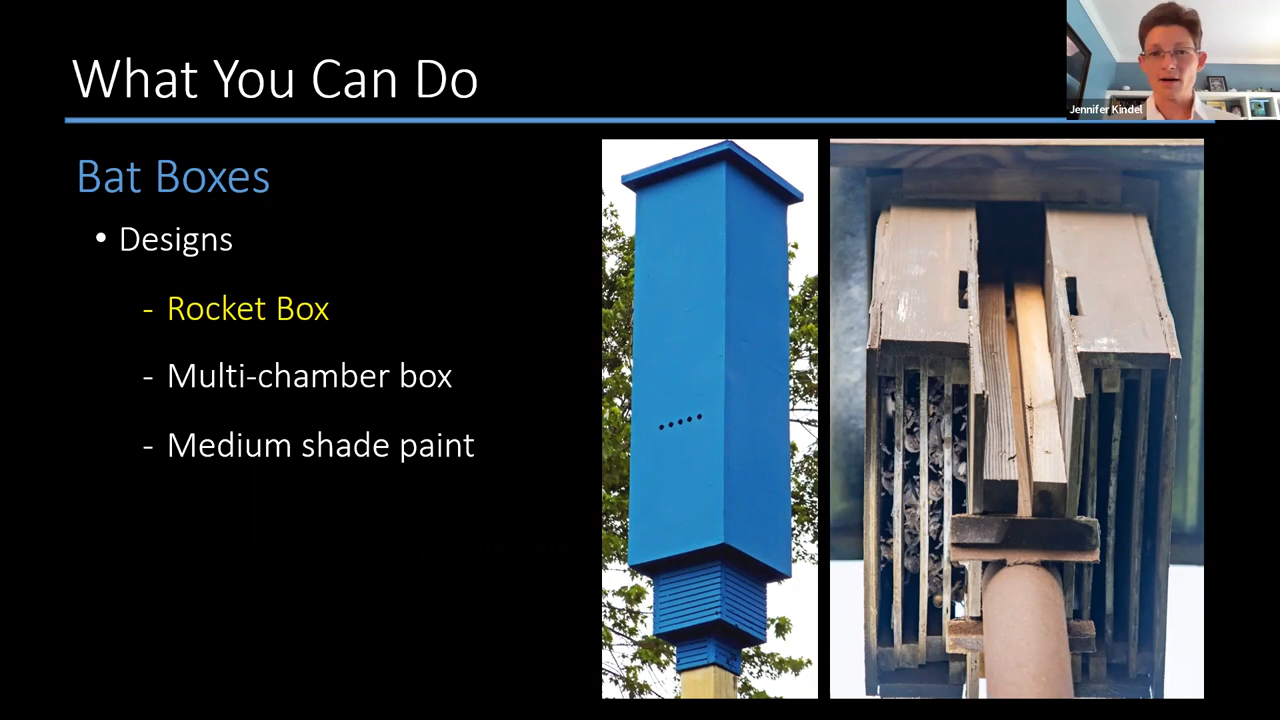 What You Can Do
Jennifer Kindel
Bat Boxes
• Designs
- Rocket Box
- Multi-chamber box
- Medium shade paint